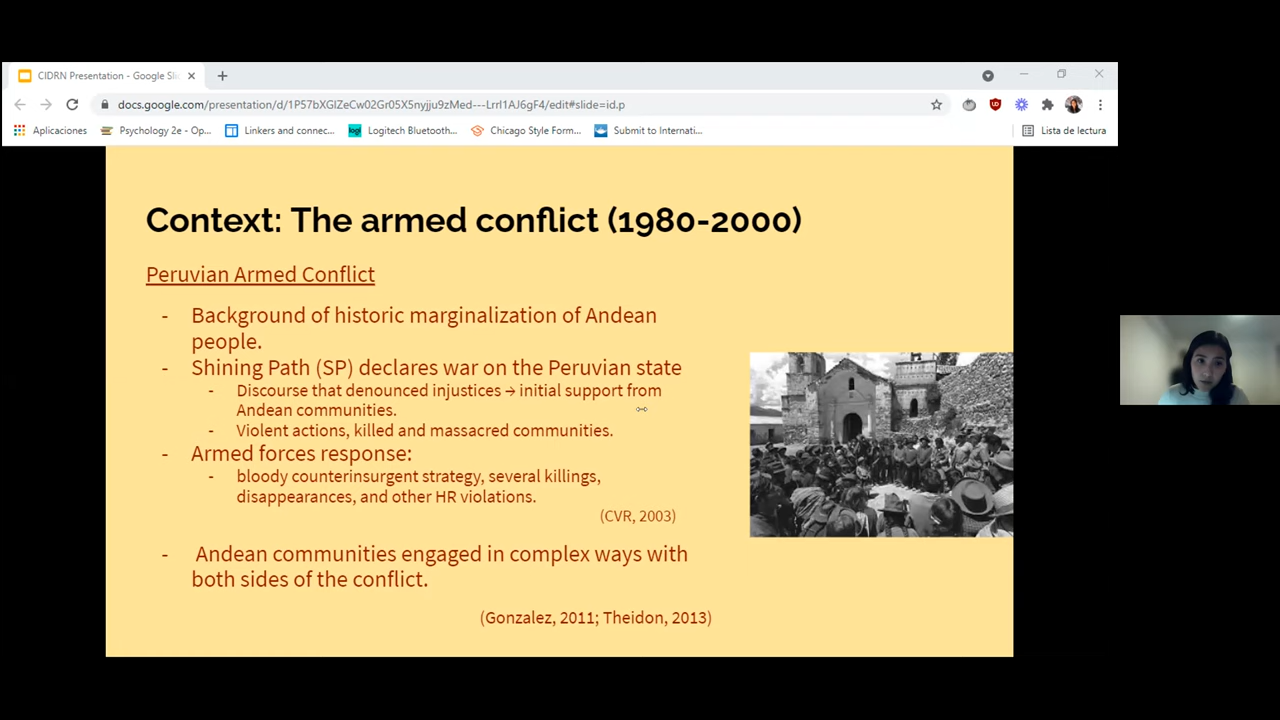 CIDRN Presentation - Google Sli
docs.google.com/presentation/d/1P57bXGlZeCw02Gr05X5nyjju9zMed---Lrrl1AJ6gF4/edit#slide=id.p
Aplicaciones
Psychology 2e - Op...
Linkers and connec...
Logitech Bluetooth...
Chicago Style Form...
Submit to Internati...
Lista de lectura
Context: The armed conflict (1980-2000)
Peruvian Armed Conflict
- Background of historic marginalization of Andean
people.
- Shining Path (SP) declares war on the Peruvian state
- Discourse that denounced injustices → initial support from
Andean communities.
- Violent actions, killed and massacred communities.
- Armed forces response:
- bloody counterinsurgent strategy, several killings,
disappearances, and other HR violations.
(CVR, 2003)
- Andean communities engaged in complex ways with
both sides of the conflict.
(Gonzalez, 2011; Theidon, 2013)